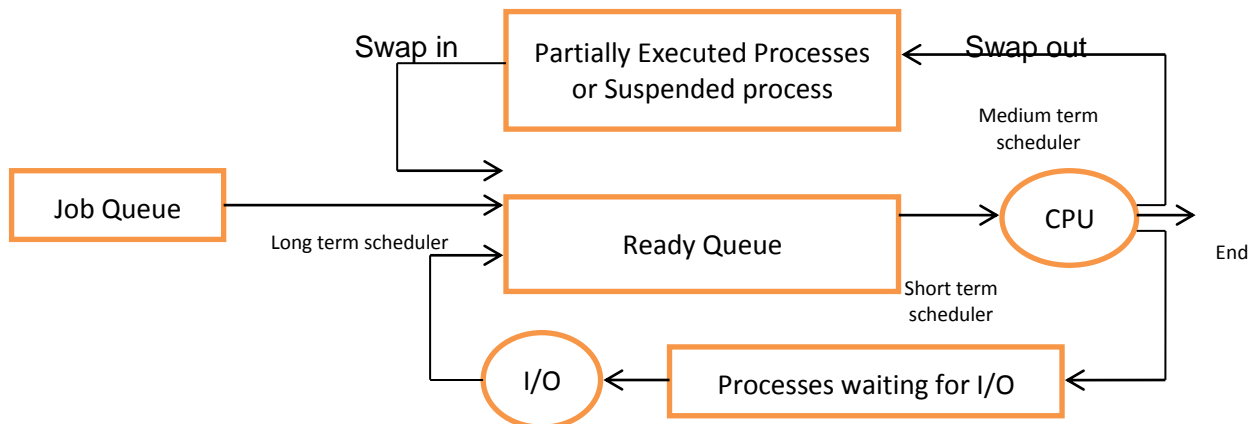 Swap in
Partially Executed Processes
or Suspended process
Swap out
Medium term
scheduler
Job Queue
Long term scheduler
Ready Queue
CPU
End
Short term
scheduler
I/O
Processes waiting for I/O